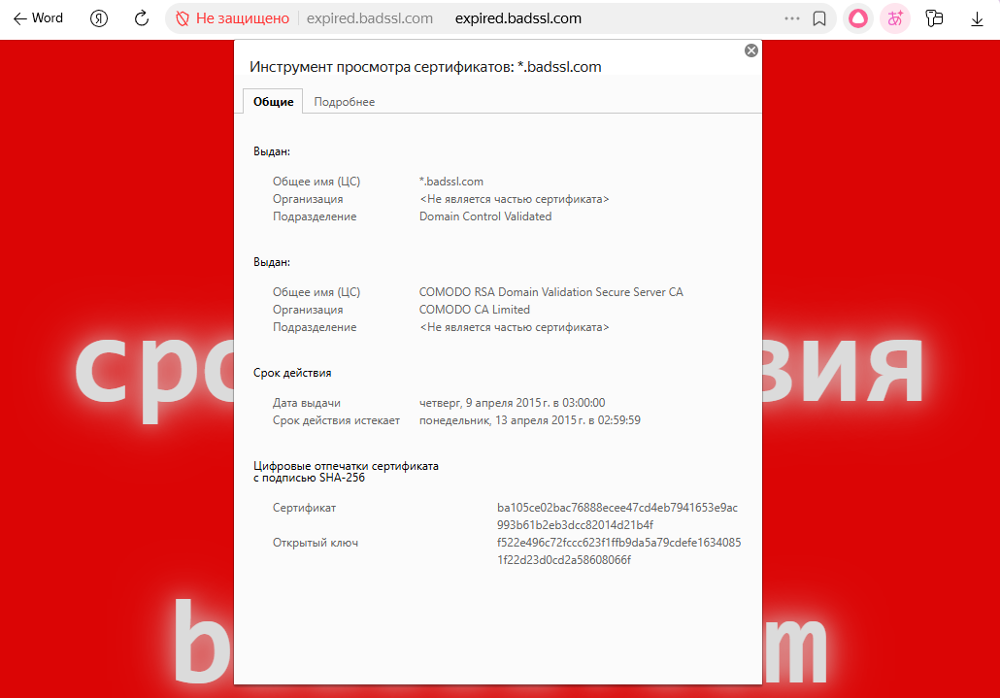 Word Не защищено expired.badssl.com expired.badssl.com
Инструмент просмотра сертификатов: *.badssl.com
Общие Подробнее
Выдан:
Общее имя (ЦС) *.badssl.com
Организация <Не является частью сертификата>
Подразделение Domain Control Validated
Выдан:
Общее имя (ЦС) COMODO RSA Domain Validation Secure Server CA
Организация COMODO CA Limited
Подразделение <Не является частью сертификата>
Срок действия
Дата выдачи четверг, 9 апреля 2015 г. в 03:00:00
Срок действия истекает понедельник, 13 апреля 2015 г. в 02:59:59
Цифровые отпечатки сертификата
с подписью SHA-256
Сертификат ba105ce02bac76888ecee47cd4eb7941653e9ac
993b61b2eb3dcc82014d21b4f
Открытый ключ f522e496c72fccc623f1ffb9da5a79cdefe1634085
1f22d23d0cd2a58608066f